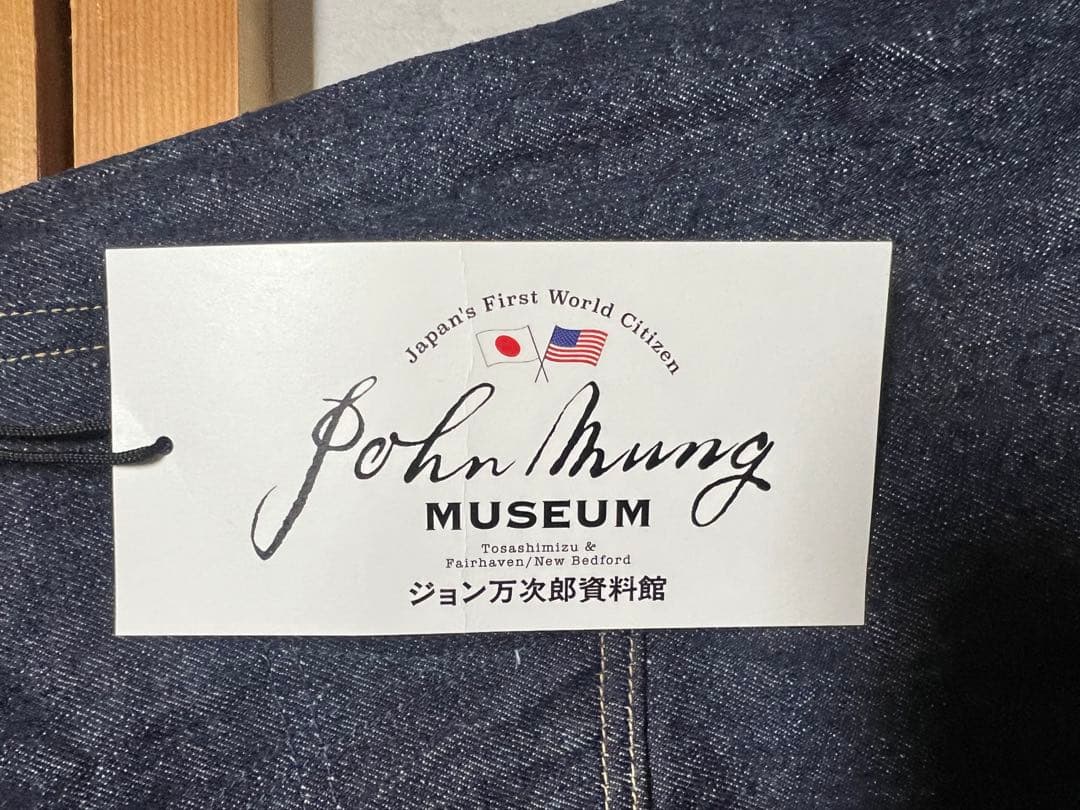 Japan's First World Citizen
John Mung
MUSEUM
Tosashimizu &
Fairhaven/New Bedford
ジョン万次郎資料館